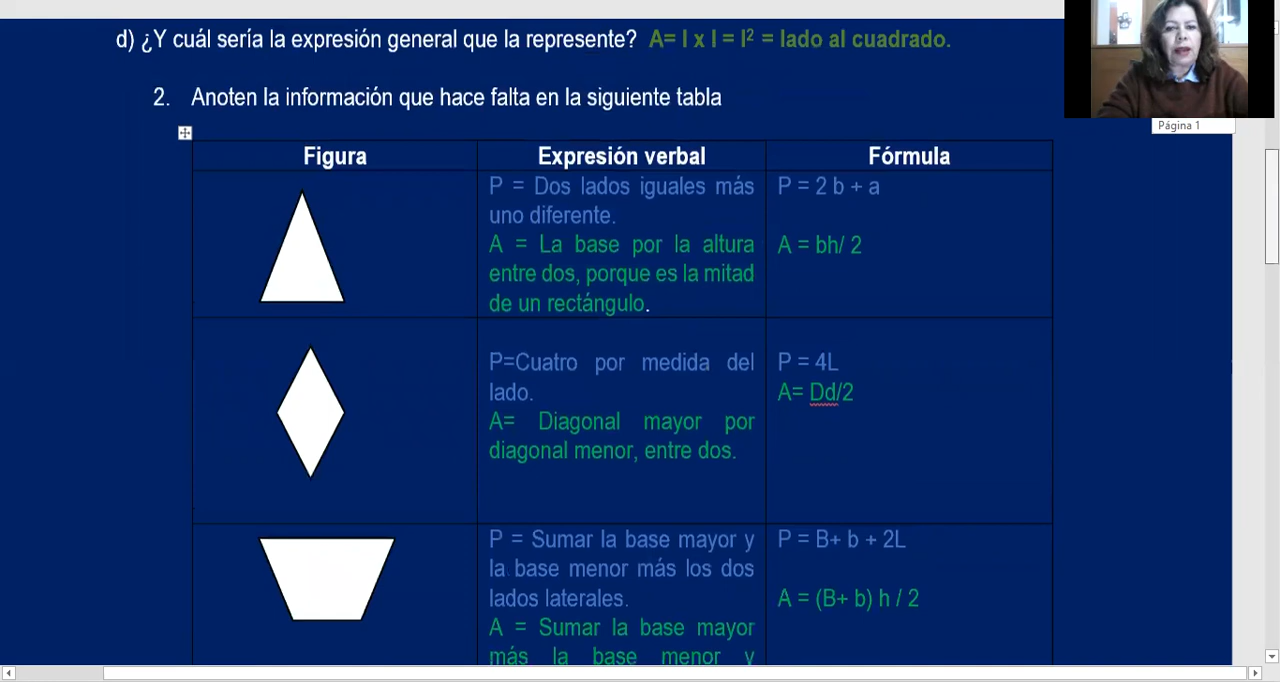 d) ¿Y cuál sería la expresión general que la represente? A= l x l = l² = lado al cuadrado.
2. Anoten la información que hace falta en la siguiente tabla
Página 1
Figura
Expresión verbal
Fórmula
P = Dos lados iguales más
uno diferente.
A = La base por la altura
entre dos, porque es la mitad
de un rectángulo.
P = 2 b + a
A = bh/ 2
P=Cuatro por medida del
lado.
A= Diagonal mayor por
diagonal menor, entre dos.
P = 4L
A= Dd/2
P = Sumar la base mayor y
la base menor más los dos
lados laterales.
A = Sumar la base mayor
más la base menor y
P = B+ b + 2L
A = (B+ b) h / 2